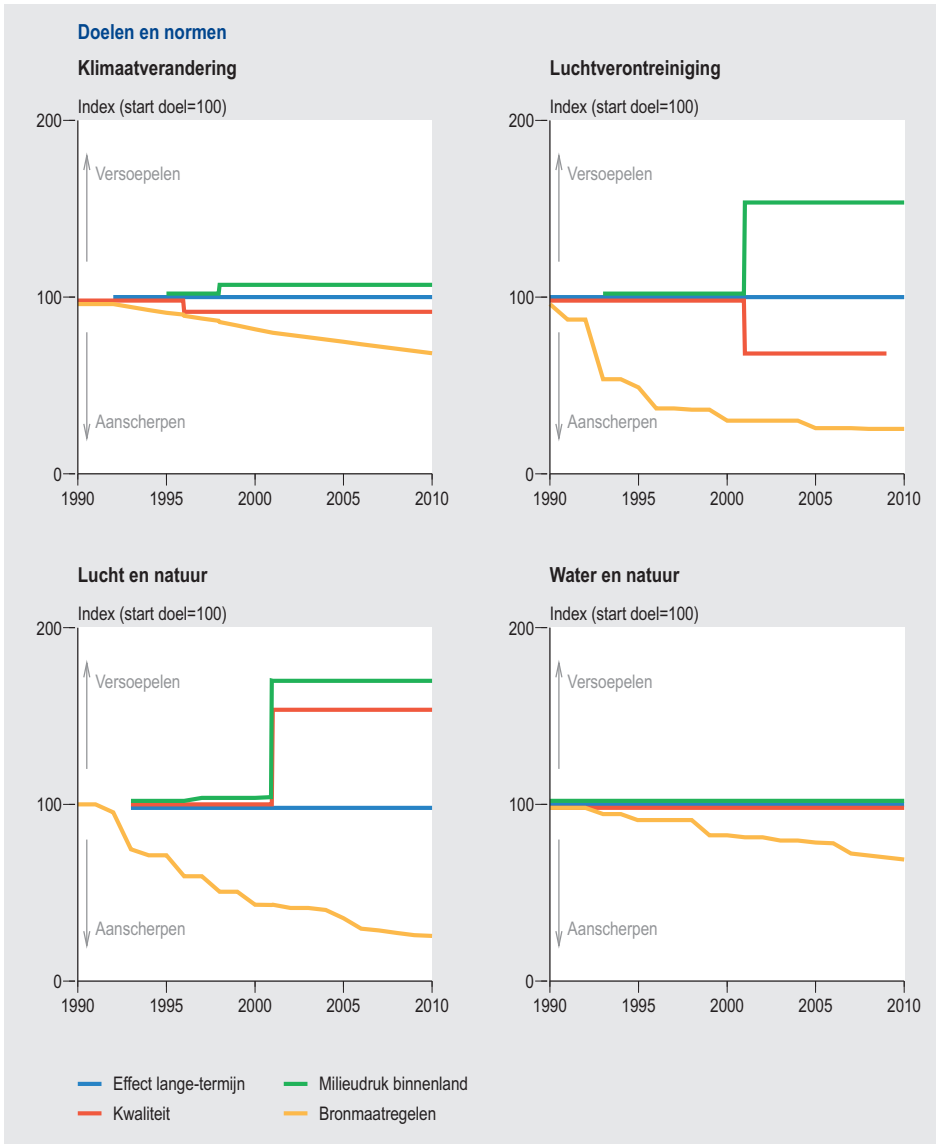 Doelen en normen
Klimaatverandering
Index (start doel=100)
200
Versoepelen
100
Aanscherpen
0
1990 1995 2000 2005 2010
Luchtverontreiniging
Index (start doel=100)
200
Versoepelen
100
Aanscherpen
0
1990 1995 2000 2005 2010
Lucht en natuur
Index (start doel=100)
200
Versoepelen
100
Aanscherpen
0
1990 1995 2000 2005 2010
Water en natuur
Index (start doel=100)
200
Versoepelen
100
Aanscherpen
0
1990 1995 2000 2005 2010
Effect lange-termijn
Milieudruk binnenland
Kwaliteit
Bronmaatregelen